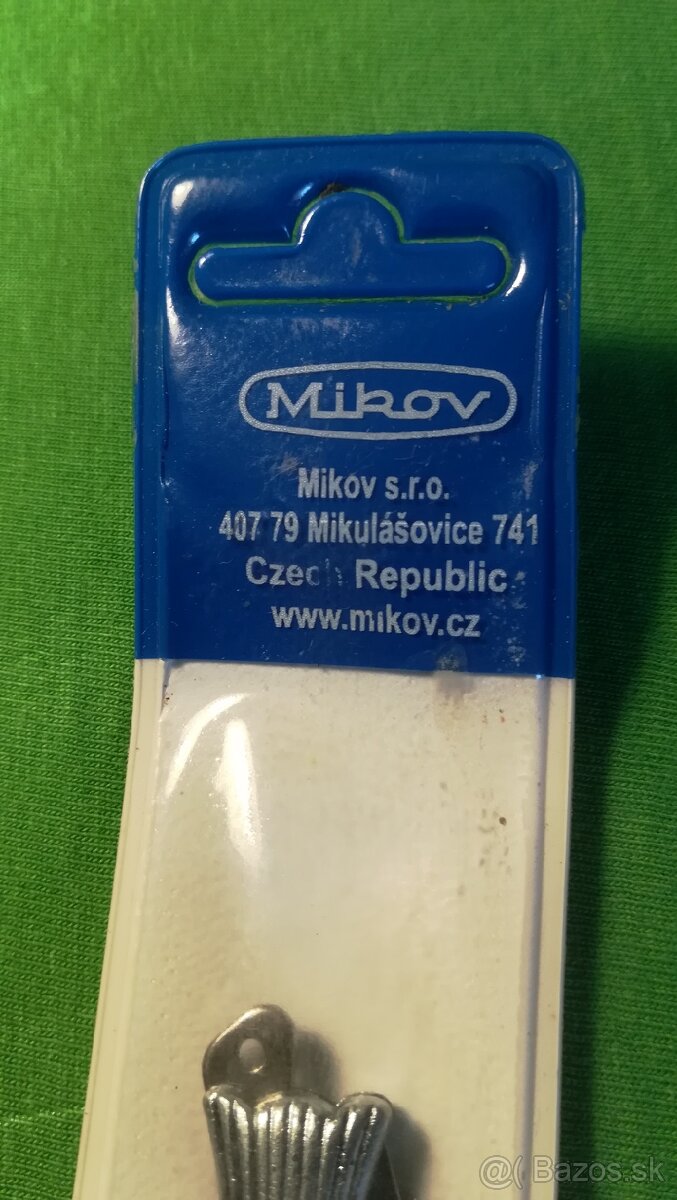 Mikov
Mikov s.r.o.
407 79 Mikulášovice 741
Czech Republic
www.mikov.cz
@( Bazos.sk